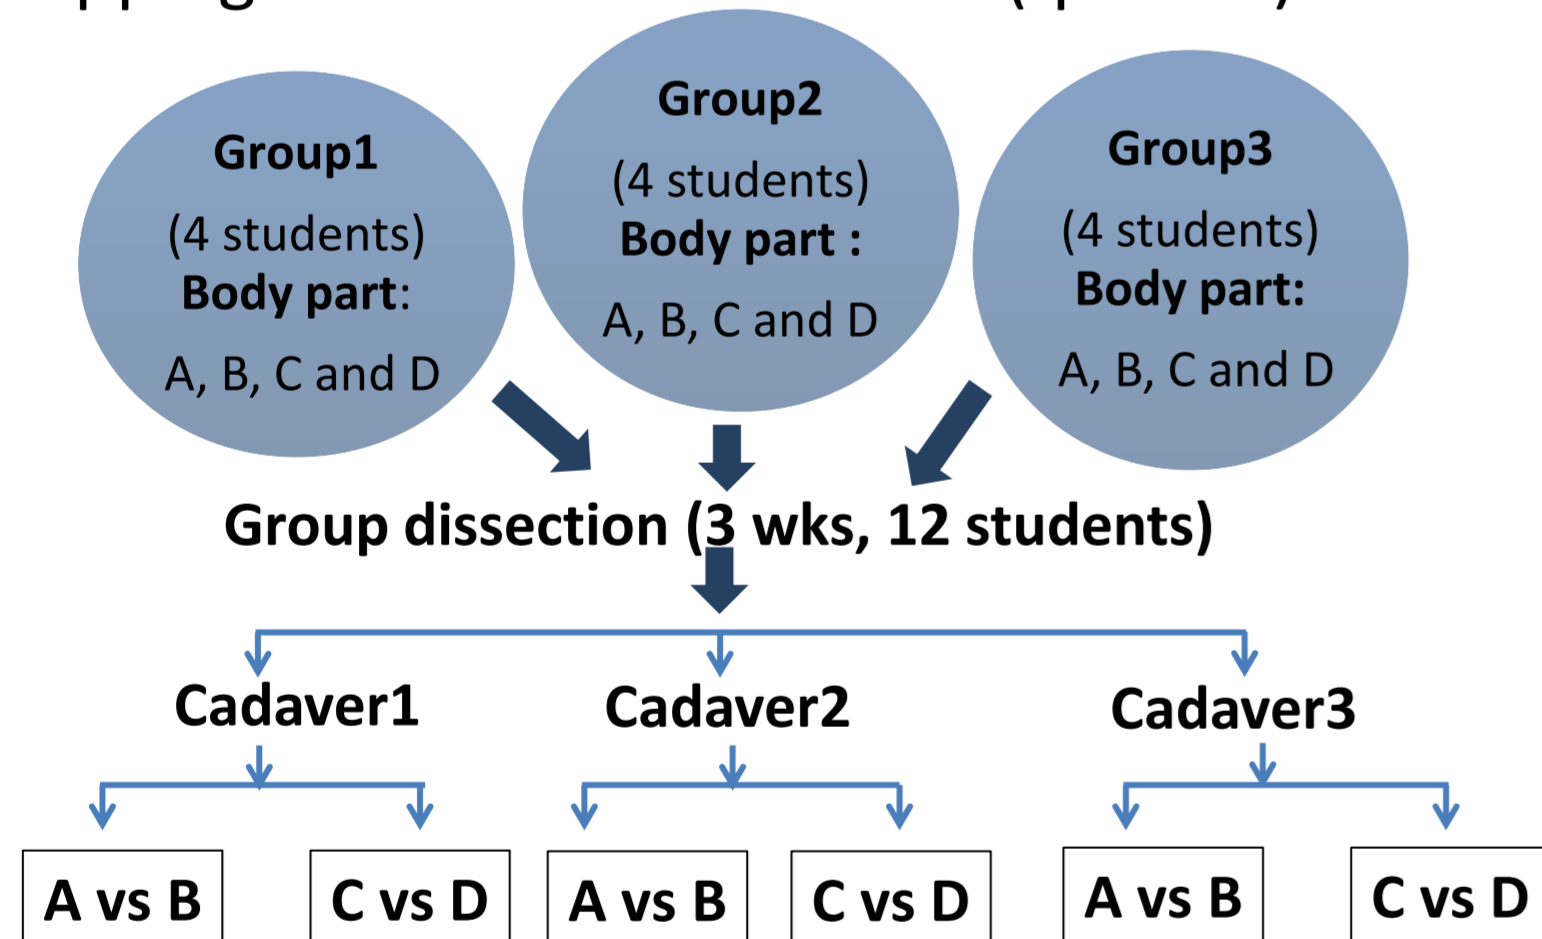 Group1
(4 students)
Body part:
A, B, C and D
Group2
(4 students)
Body part :
A, B, C and D
Group3
(4 students)
Body part:
A, B, C and D
Group dissection (3 wks, 12 students)
Cadaver1
Cadaver2
Cadaver3
A vs B
C vs D
A vs B
C vs D
A vs B
C vs D